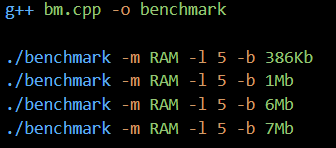 g++ bm.cpp -o benchmark
./benchmark -m RAM -l 5 -b 386Kb
./benchmark -m RAM -l 5 -b 1Mb
./benchmark -m RAM -l 5 -b 6Mb
./benchmark -m RAM -l 5 -b 7Mb